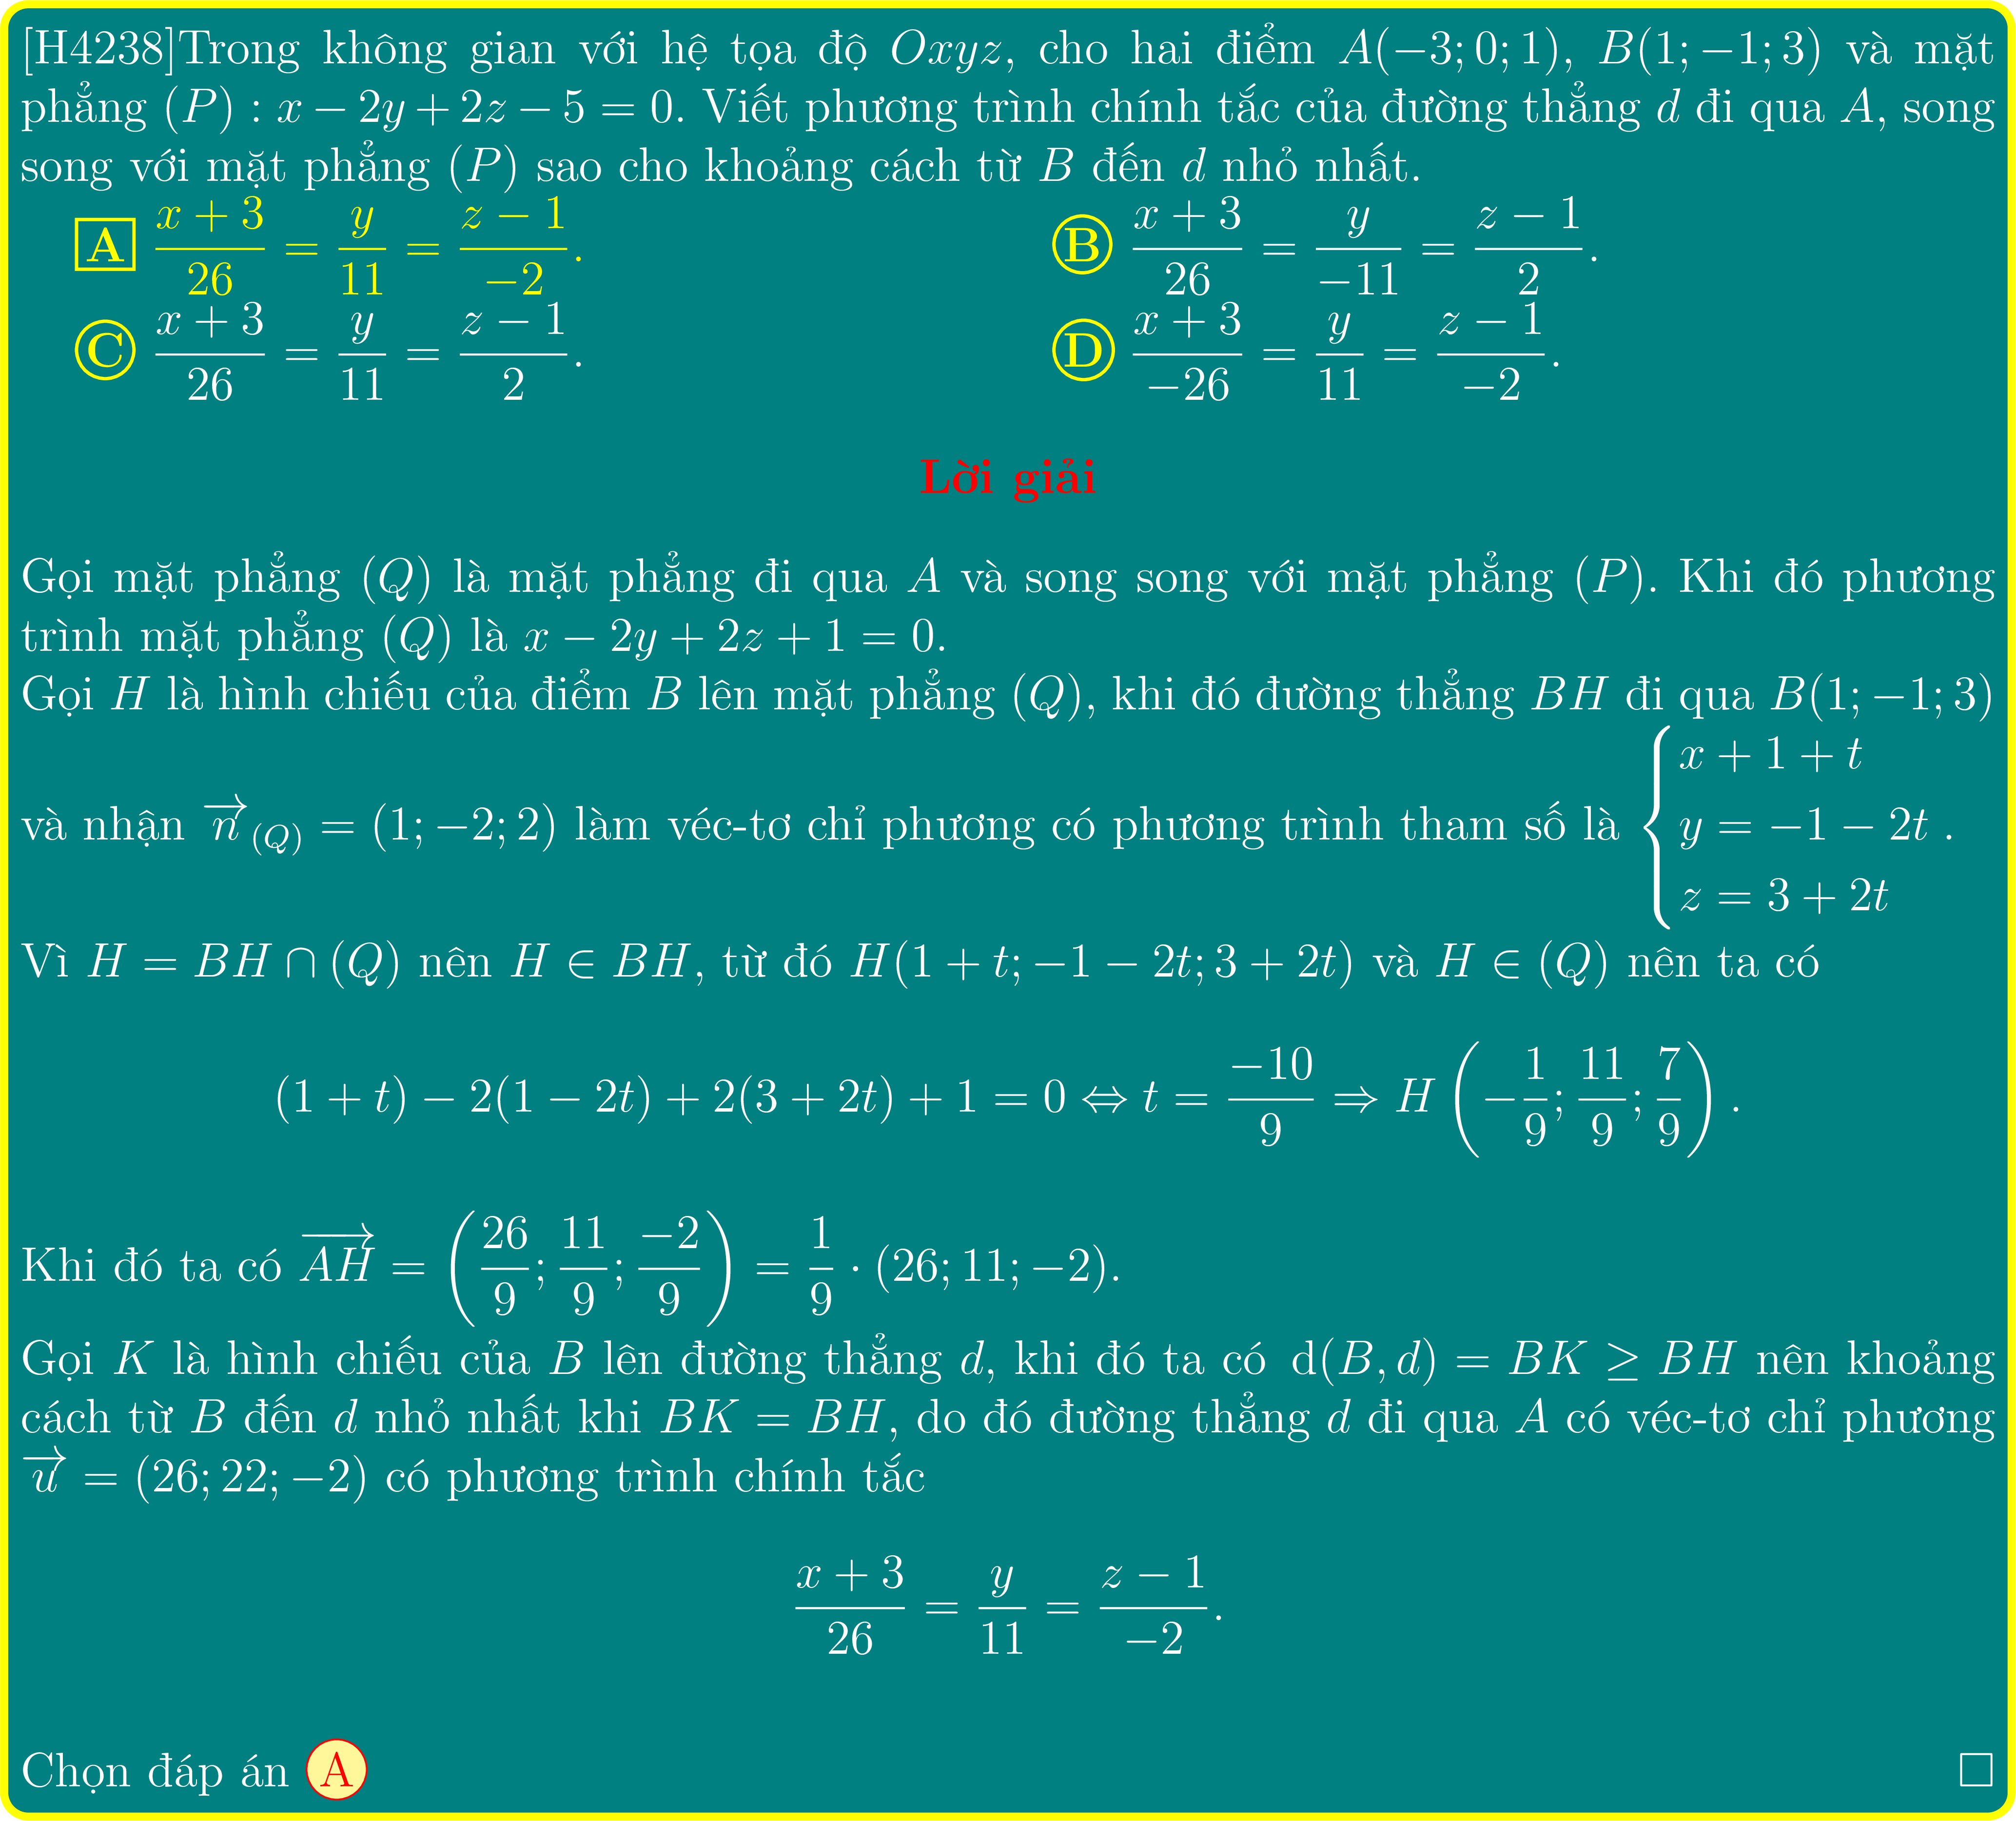 [H4238]Trong không gian với hệ tọa độ Oxyz, cho hai điểm A(−3; 0; 1), B(1; −1; 3) và mặt
phẳng (P) : x − 2y + 2z − 5 = 0. Viết phương trình chính tắc của đường thẳng d đi qua A, song
song với mặt phẳng (P) sao cho khoảng cách từ B đến d nhỏ nhất.
A \frac{x + 3}{26} = \frac{y}{11} = \frac{z − 1}{−2}. B \frac{x + 3}{26} = \frac{y}{−11} = \frac{z − 1}{2}.
C \frac{x + 3}{26} = \frac{y}{11} = \frac{z − 1}{2}. D \frac{x + 3}{−26} = \frac{y}{11} = \frac{z − 1}{−2}.
Lời giải
Gọi mặt phẳng (Q) là mặt phẳng đi qua A và song song với mặt phẳng (P). Khi đó phương
trình mặt phẳng (Q) là x − 2y + 2z + 1 = 0.
Gọi H là hình chiếu của điểm B lên mặt phẳng (Q), khi đó đường thẳng BH đi qua B(1; −1; 3)
và nhận \overrightarrow{n}_{(Q)} = (1; −2; 2) làm véc-tơ chỉ phương có phương trình tham số là \begin{cases} x + 1 + t \\ y = −1 − 2t \\ z = 3 + 2t \end{cases}.
Vì H = BH ∩ (Q) nên H ∈ BH, từ đó H(1 + t; −1 − 2t; 3 + 2t) và H ∈ (Q) nên ta có
(1 + t) − 2(1 − 2t) + 2(3 + 2t) + 1 = 0 ⇔ t = \frac{−10}{9} ⇒ H \left(−\frac{1}{9}; \frac{11}{9}; \frac{7}{9}\right).
Khi đó ta có \overrightarrow{AH} = \left(\frac{26}{9}; \frac{11}{9}; \frac{−2}{9}\right) = \frac{1}{9} · (26; 11; −2).
Gọi K là hình chiếu của B lên đường thẳng d, khi đó ta có d(B, d) = BK ≥ BH nên khoảng
cách từ B đến d nhỏ nhất khi BK = BH, do đó đường thẳng d đi qua A có véc-tơ chỉ phương
\overrightarrow{u} = (26; 22; −2) có phương trình chính tắc
\frac{x + 3}{26} = \frac{y}{11} = \frac{z − 1}{−2}.
Chọn đáp án A □